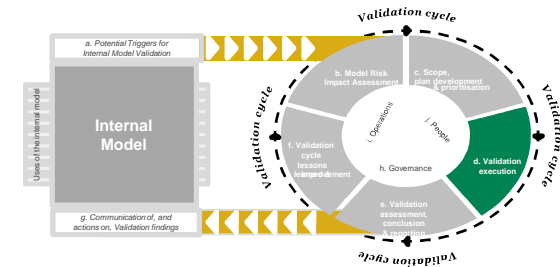 Validation cycle
a. Potential Triggers for
Internal Model Validation
b. Model Risk
Impact Assessment
c. Scope,
plan development
& prioritisation
Validation cycle
Validation cycle
Uses of the internal model
Internal
Model
i. Operations
j. People
f. Validation
cycle
lessons
learned &
improvement
h. Governance
d. Validation
execution
e. Validation
assessment,
conclusion
& reporting
g. Communication of, and
actions on, Validation findings
Validation cycle